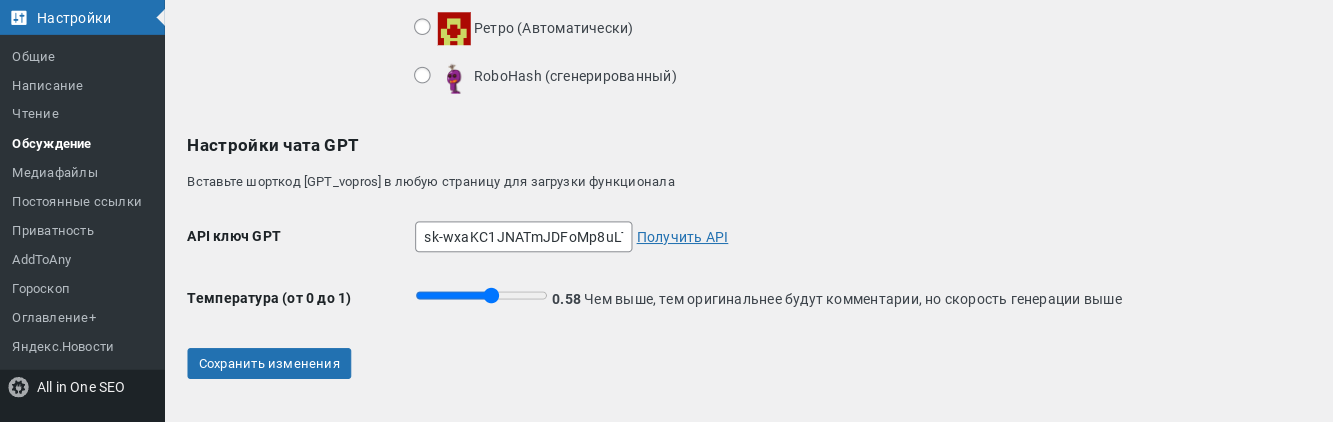 Настройки
Общие
Написание
Чтение
Обсуждение
Медиафайлы
Постоянные ссылки
Приватность
AddToAny
Гороскоп
Оглавление+
Яндекс.Новости
All in One SEO
Ретро (Автоматически)
RoboHash (сгенерированный)
Настройки чата GPT
Вставьте шорткод [GPT_vopros] в любую страницу для загрузки функционала
API ключ GPT
sk-wxaKC1JNATmJDFoMp8uL Получить API
Температура (от 0 до 1)
0.58 Чем выше, тем оригинальнее будут комментарии, но скорость генерации выше
Сохранить изменения